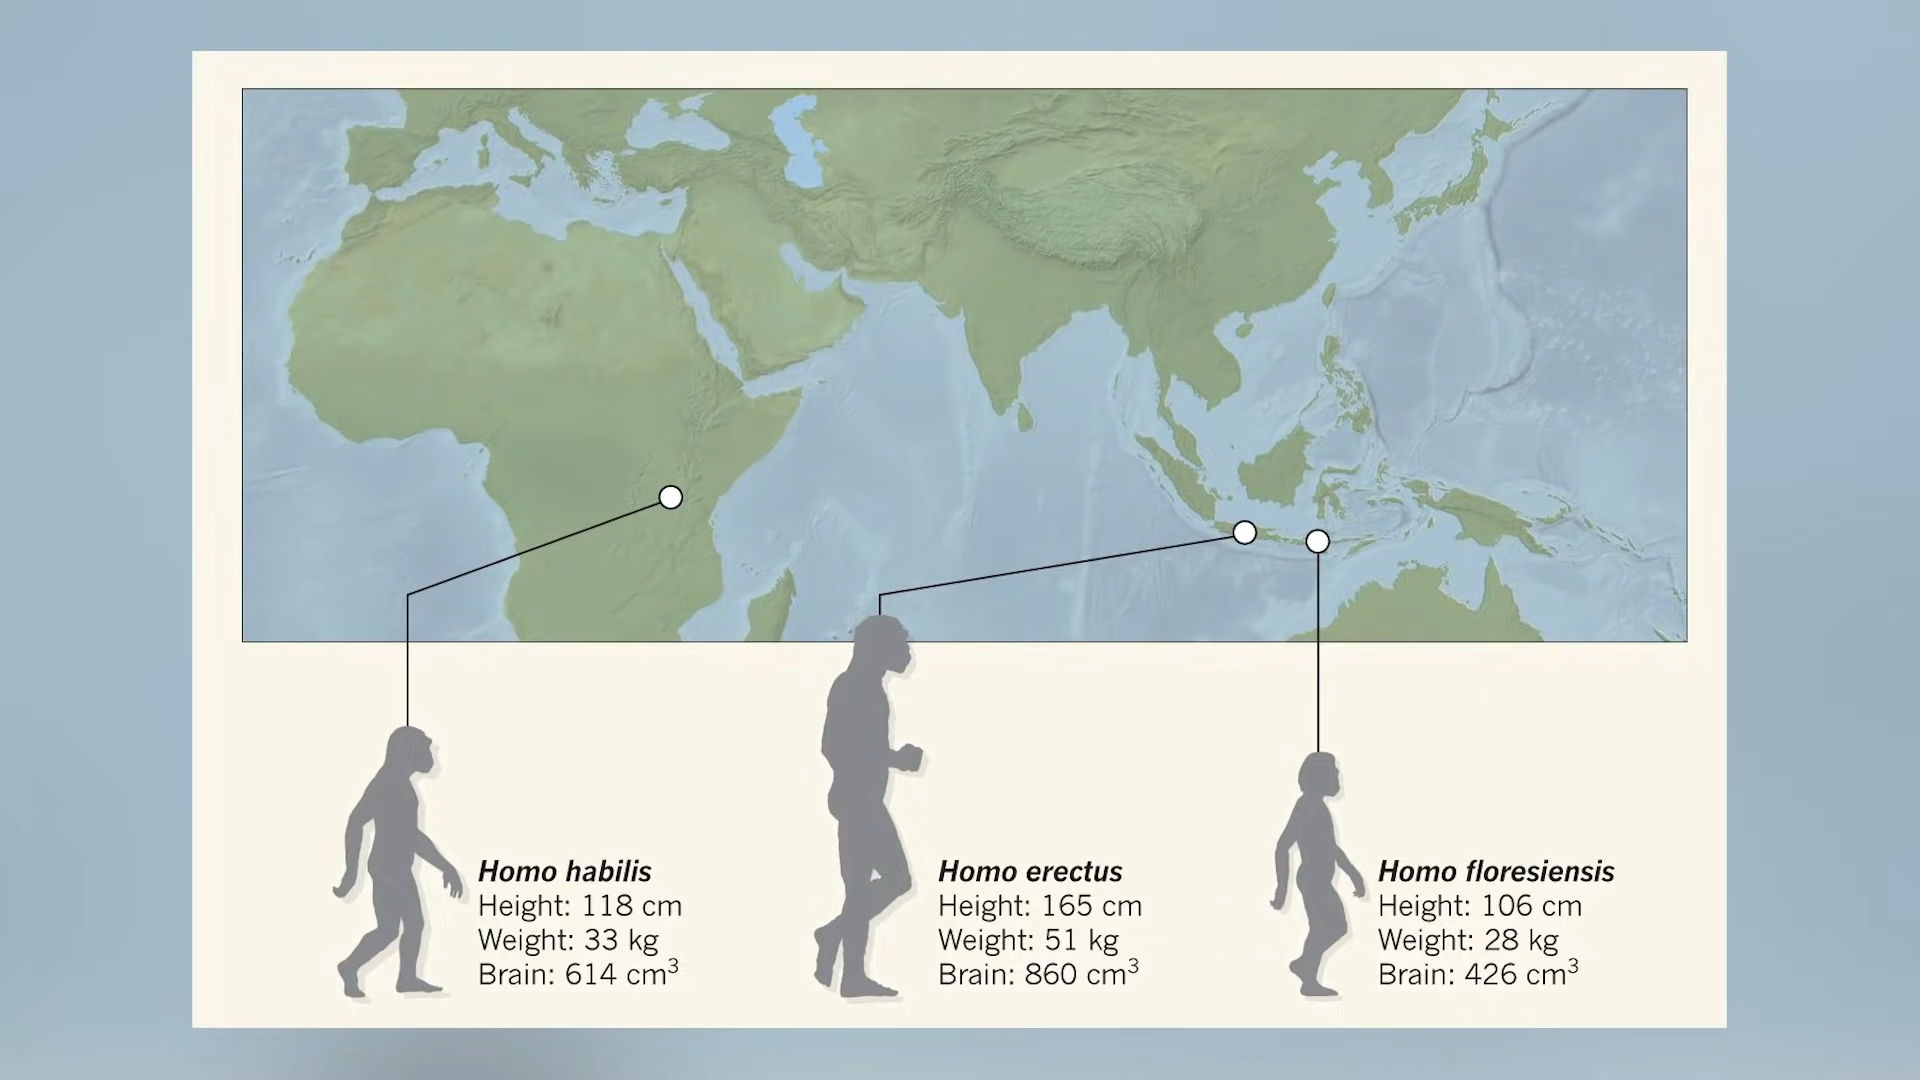 Homo habilis
Height: 118 cm
Weight: 33 kg
Brain: 614 cm³
Homo erectus
Height: 165 cm
Weight: 51 kg
Brain: 860 cm³
Homo floresiensis
Height: 106 cm
Weight: 28 kg
Brain: 426 cm³